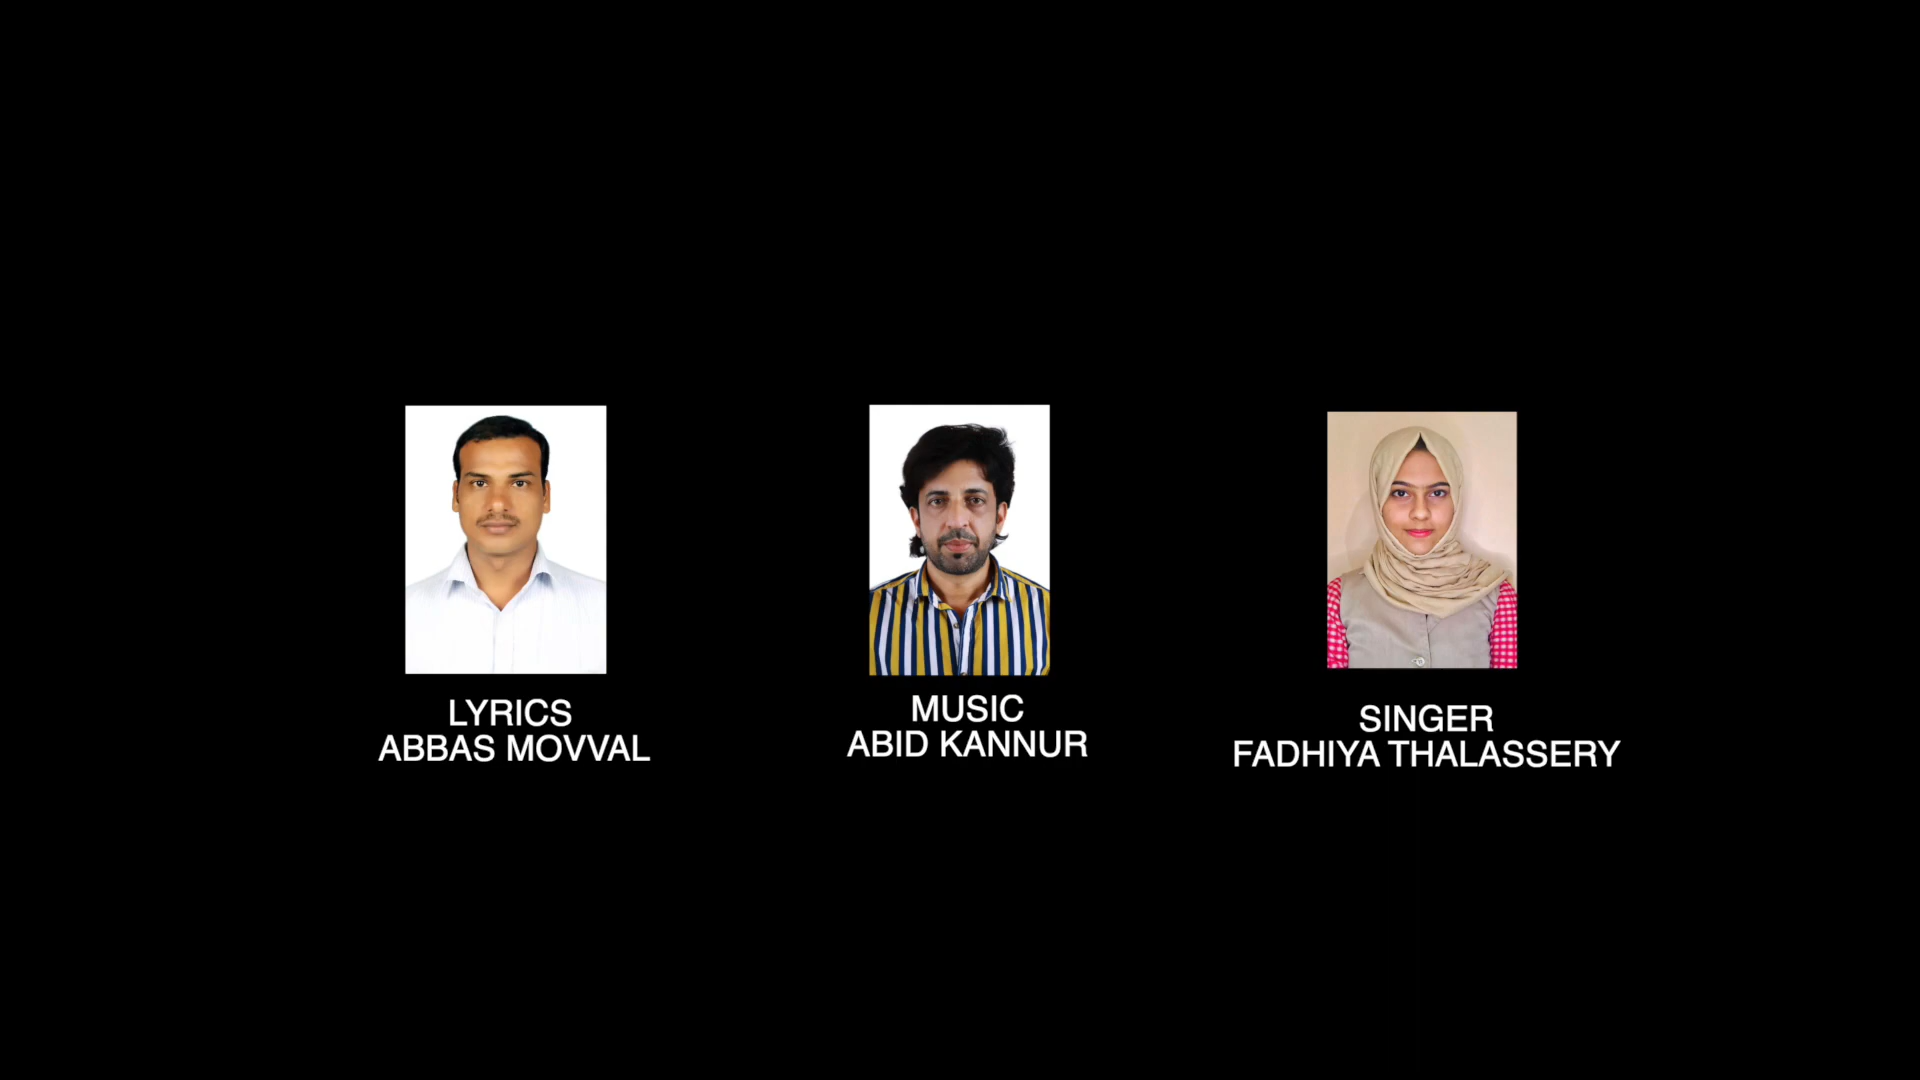 LYRICS
ABBAS MOVVAL
MUSIC
ABID KANNUR
SINGER
FADHIYA THALASSERY